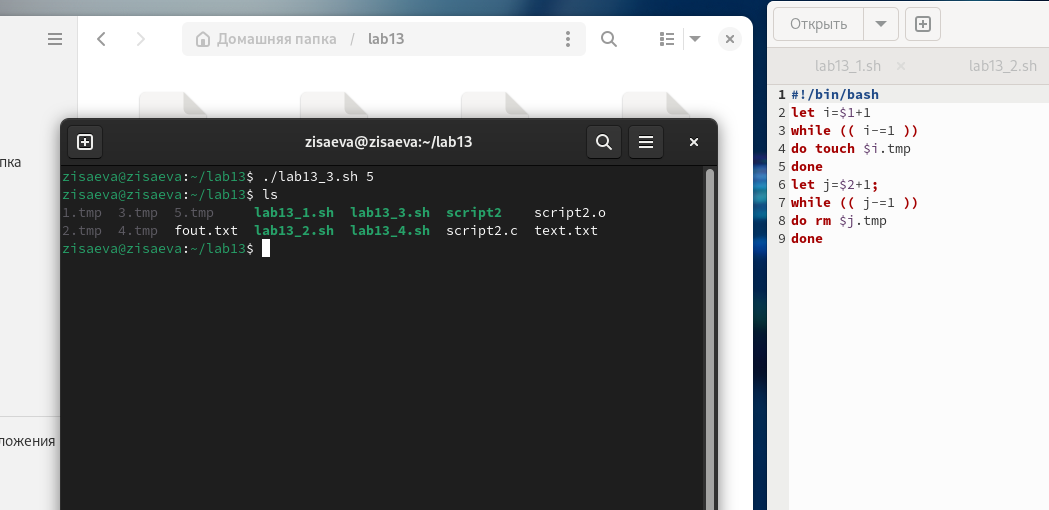 Домашняя папка / lab13
Открыть
lab13_1.sh
lab13_2.sh
пка
ложения
zisaeva@zisaeva:~/lab13
zisaeva@zisaeva:~/lab13$ ./lab13_3.sh 5
zisaeva@zisaeva:~/lab13$ ls
1.tmp 3.tmp 5.tmp lab13_1.sh lab13_3.sh script2 script2.o
2.tmp 4.tmp fout.txt lab13_2.sh lab13_4.sh script2.c text.txt
zisaeva@zisaeva:~/lab13$
1 #!/bin/bash
2 let i=$1+1
3 while (( i-=1 ))
4 do touch $i.tmp
5 done
6 let j=$2+1;
7 while (( j-=1 ))
8 do rm $j.tmp
9 done